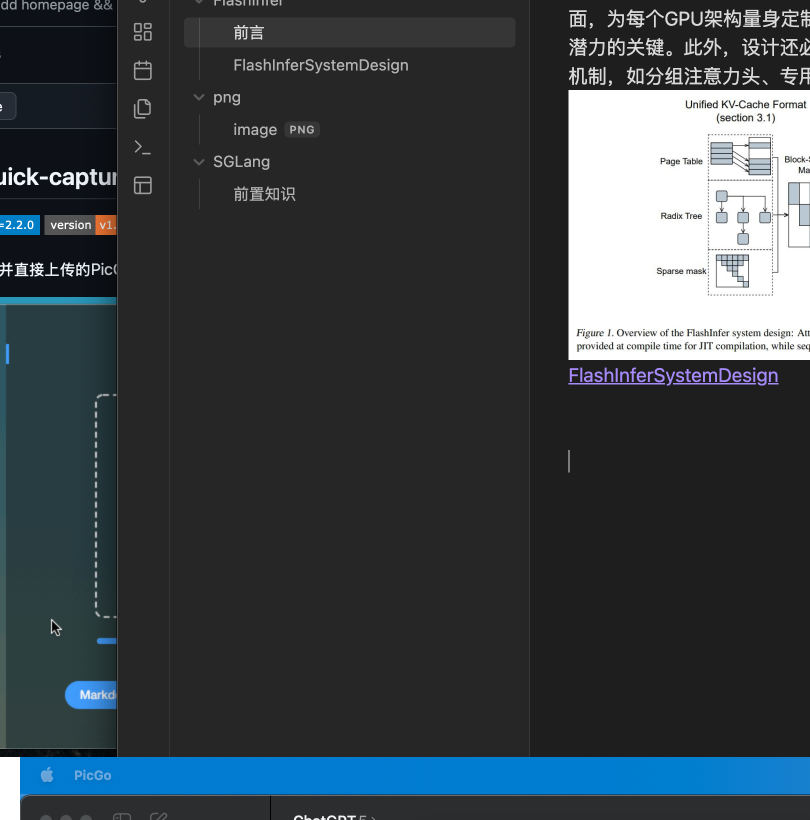 dd homepage &&
FlashInfer
前言
FlashInferSystemDesign
png
image PNG
SGLang
前置知识
uick-captur
=2.2.0 version v1.
并直接上传的Pic
Markd
面，为每个GPU架构量身定制
潜力的关键。此外，设计还必
机制，如分组注意力头、专用
Unified KV-Cache Format
(section 3.1)
Page Table
Block-S
Ma
Radix Tree
Sparse mask
Figure 1. Overview of the FlashInfer system design: Att
provided at compile time for JIT compilation, while seq
FlashInferSystemDesign
PicGo
ChatGPT 5 >